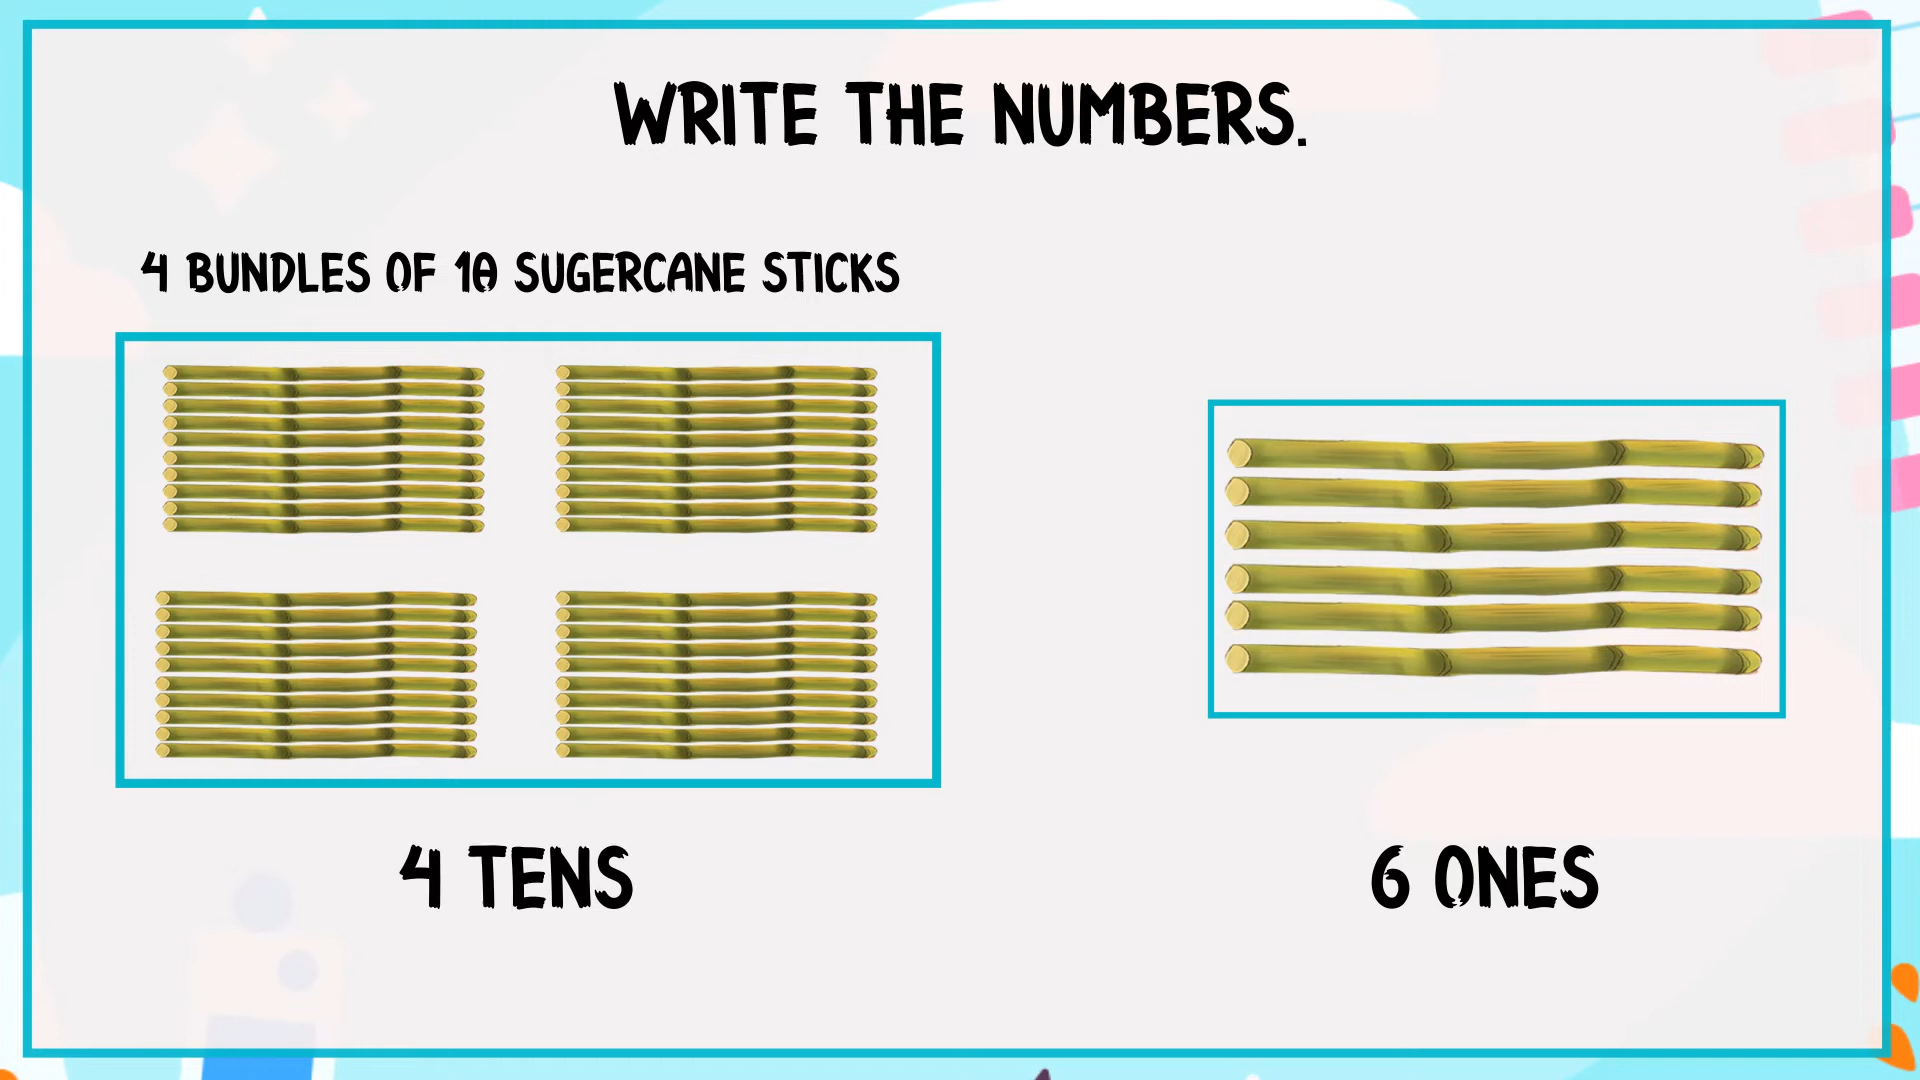 WRITE THE NUMBERS.
4 BUNDLES OF 10 SUGERCANE STICKS
4 TENS
6 ONES